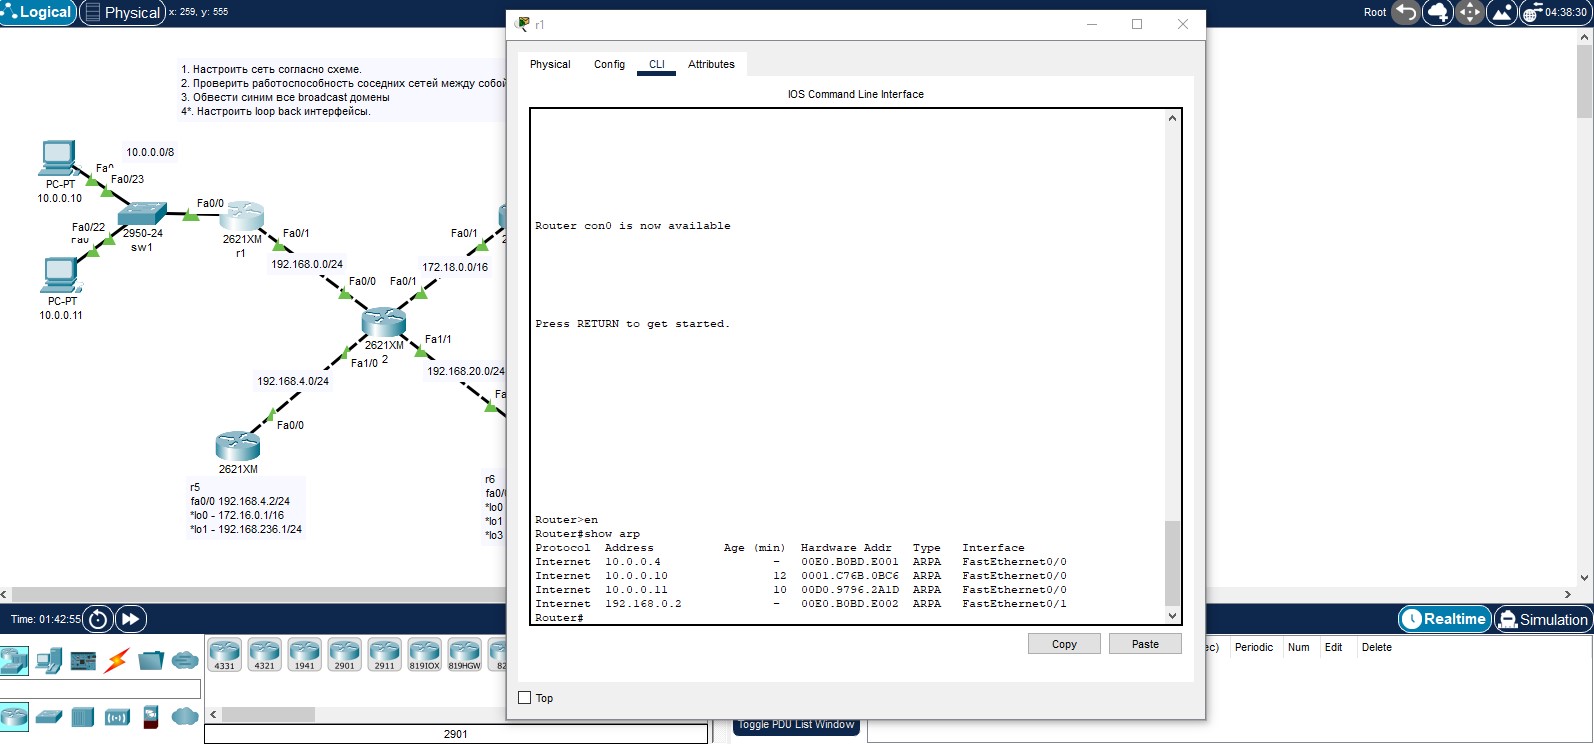 Logical
Physical
x: 259, y: 555
Root
04:38:30
1. Настроить сеть согласно схеме.
2. Проверить работоспособность соседних сетей между собой
3. Обвести синим все broadcast домены
4*. Настроить loop back интерфейсы.
10.0.0.0/8
Fa0/23
PC-PT
10.0.0.10
Fa0/0
Fa0/22
2950-24
sw1
2621XM
r1
Fa0/1
PC-PT
10.0.0.11
192.168.0.0/24
Fa0/0
Fa0/1
Fa0/1
172.18.0.0/16
2621XM
2
Fa1/0
Fa1/1
192.168.4.0/24
192.168.20.0/24
Fa0/0
2621XM
r5
fa0/0 192.168.4.2/24
*lo0 - 172.16.0.1/16
*lo1 - 192.168.236.1/24
r6
fa0/
*lo0
*lo1
*lo3
r1
Physical
Config
CLI
Attributes
IOS Command Line Interface
Router con0 is now available
Press RETURN to get started.
Router>en
Router#show arp
Protocol  Address          Age (min)  Hardware Addr   Type   Interface
Internet  10.0.0.4                -   00E0.B0BD.E001  ARPA   FastEthernet0/0
Internet  10.0.0.10               12  0001.C76B.0BC6  ARPA   FastEthernet0/0
Internet  10.0.0.11               10  00D0.9796.2A1D  ARPA   FastEthernet0/0
Internet  192.168.0.2             -   00E0.B0BD.E002  ARPA   FastEthernet0/1
Router#
Copy
Paste
Top
Time: 01:42:55
Realtime
Simulation
4331
4321
1941
2901
2911
819IOX
819HGW
82
2901
Periodic
Num
Edit
Delete
Toggle PDU List Window